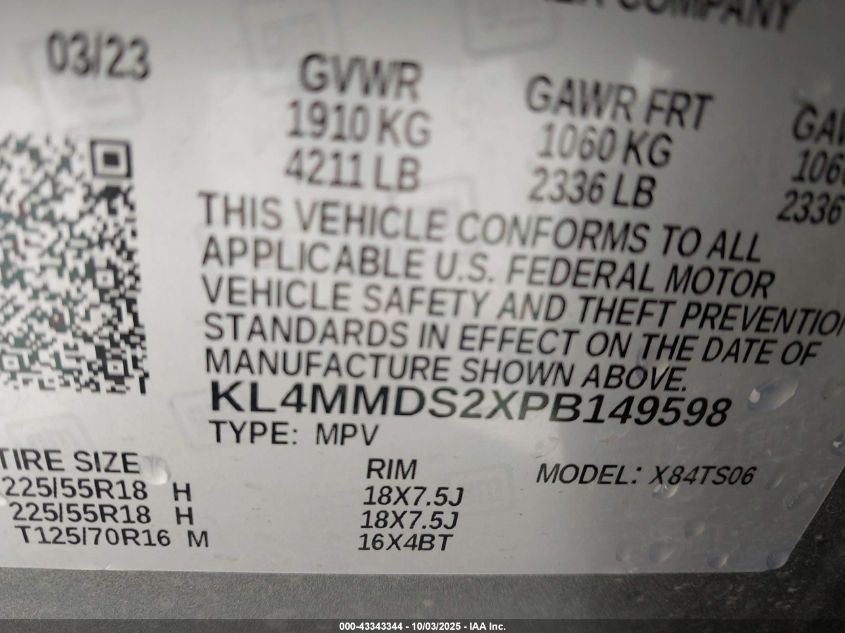 COMPANY
03/23
GVWR
1910 KG
4211 LB
GAWR FRT
1060 KG
2336 LB
2336
THIS VEHICLE CONFORMS TO ALL
APPLICABLE U.S. FEDERAL MOTOR
VEHICLE SAFETY AND THEFT PREVENTION
STANDARDS IN EFFECT ON THE DATE OF
MANUFACTURE SHOWN ABOVE.
KL4MMDS2XPB149598
TYPE: MPV
TIRE SIZE
225/55R18 H
225/55R18 H
T125/70R16 M
RIM
18X7.5J
18X7.5J
16X4BT
MODEL: X84TS06
000-43343344 - 10/03/2025 - IAA Inc.